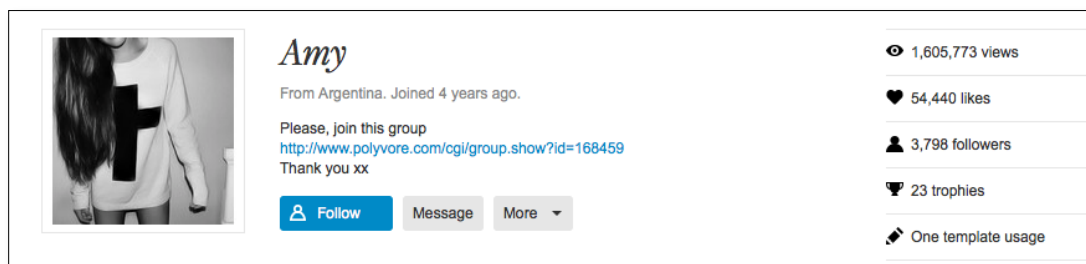 Amy
From Argentina. Joined 4 years ago.
Please, join this group
http://www.polyvore.com/cgi/group.show?id=168459
Thank you xx
Follow
Message
More
1,605,773 views
54,440 likes
3,798 followers
23 trophies
One template usage